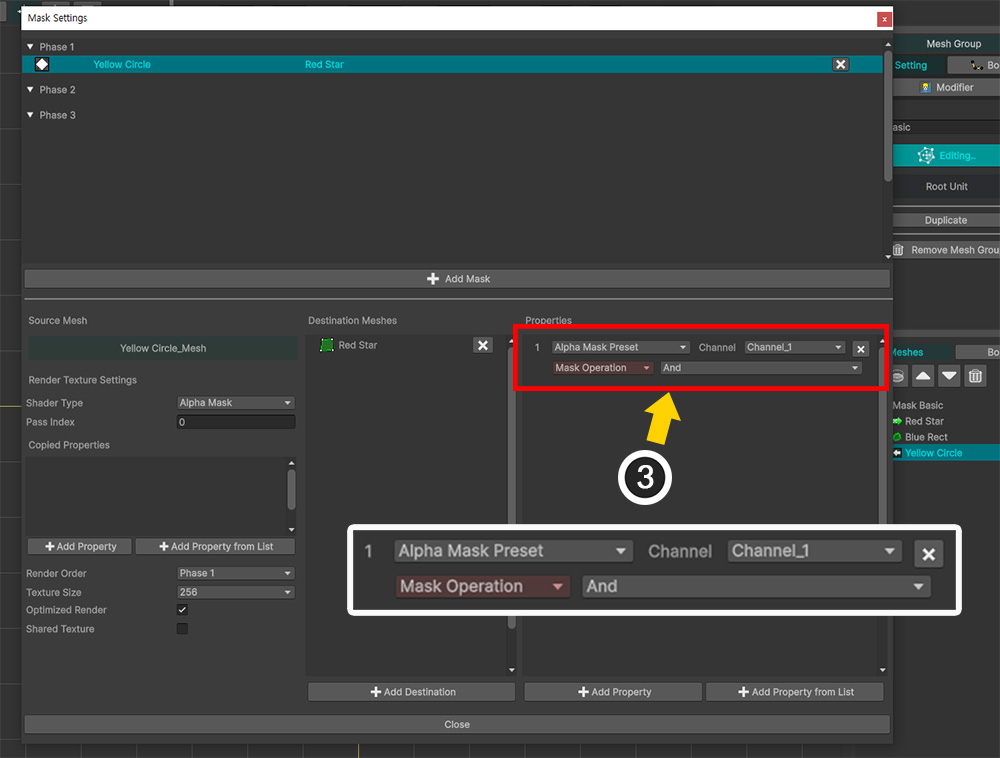 Mask Settings
Phase 1
Yellow Circle Red Star
Phase 2
Phase 3
Add Mask
Source Mesh
Yellow Circle_Mesh
Render Texture Settings
Shader Type Alpha Mask
Pass Index 0
Copied Properties
Add Property Add Property from List
Render Order Phase 1
Texture Size 256
Optimized Render
Shared Texture
Destination Meshes
Red Star
Add Destination
Properties
1 Alpha Mask Preset Channel Channel_1
Mask Operation And
3
1 Alpha Mask Preset Channel Channel_1
Mask Operation And
Add Property Add Property from List
Close
Mesh Group
Setting Bo
Modifier
asic
Editing..
Root Unit
Duplicate
Remove Mesh Grou
Meshes Bo
Mask Basic
Red Star
Blue Rect
Yellow Circle